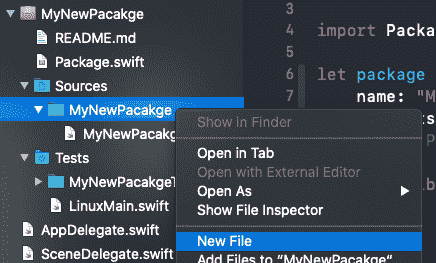 MyNewPacakge
README.md
Package.swift
Sources
MyNewPacakge
MyNewPacakg
Tests
MyNewPacakgeT
LinuxMain.swift
AppDelegate.swift
SceneDelegate.swift
3
4
import Packa
5
6
let package
7
name: "M
Show in Finder
Open in Tab
Open with External Editor
Open As
Show File Inspector
New File
Add Files to “MyNewPacakge”